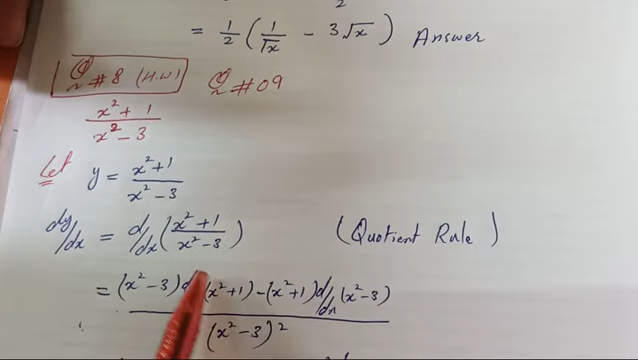 = 1/2 ( 1/√x - 3√x ) Answer
Q #8 (H.W) Q #09
x² + 1 / x² - 3
Let y = x²+1 / x² - 3
dy/dx = d/dx ( x² + 1 / x² - 3 ) (Quotient Rule)
= (x² - 3) (x² + 1) - (x² + 1) d/dx (x² - 3) / (x² - 3)²